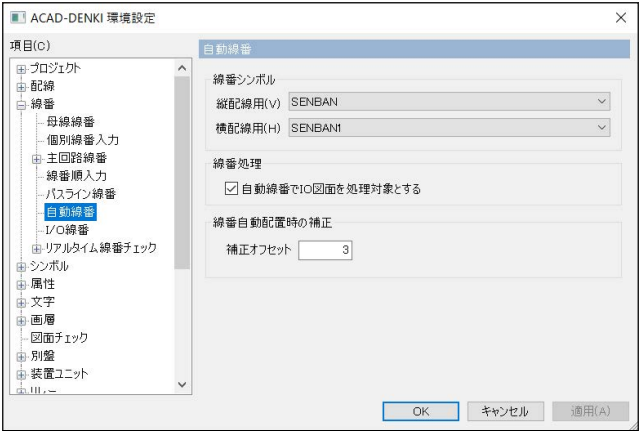 ACAD-DENKI 環境設定
項目(C)
プロジェクト
配線
線番
母線線番
個別線番入力
主回路線番
線番順入力
バスライン線番
自動線番
I/O線番
リアルタイム線番チェック
シンボル
属性
文字
画層
図面チェック
別盤
装置ユニット
リレー
自動線番
線番シンボル
縦配線用(V) SENBAN
横配線用(H) SENBAN1
線番処理
自動線番でIO図面を処理対象とする
線番自動配置時の補正
補正オフセット 3
OK キャンセル 適用(A)